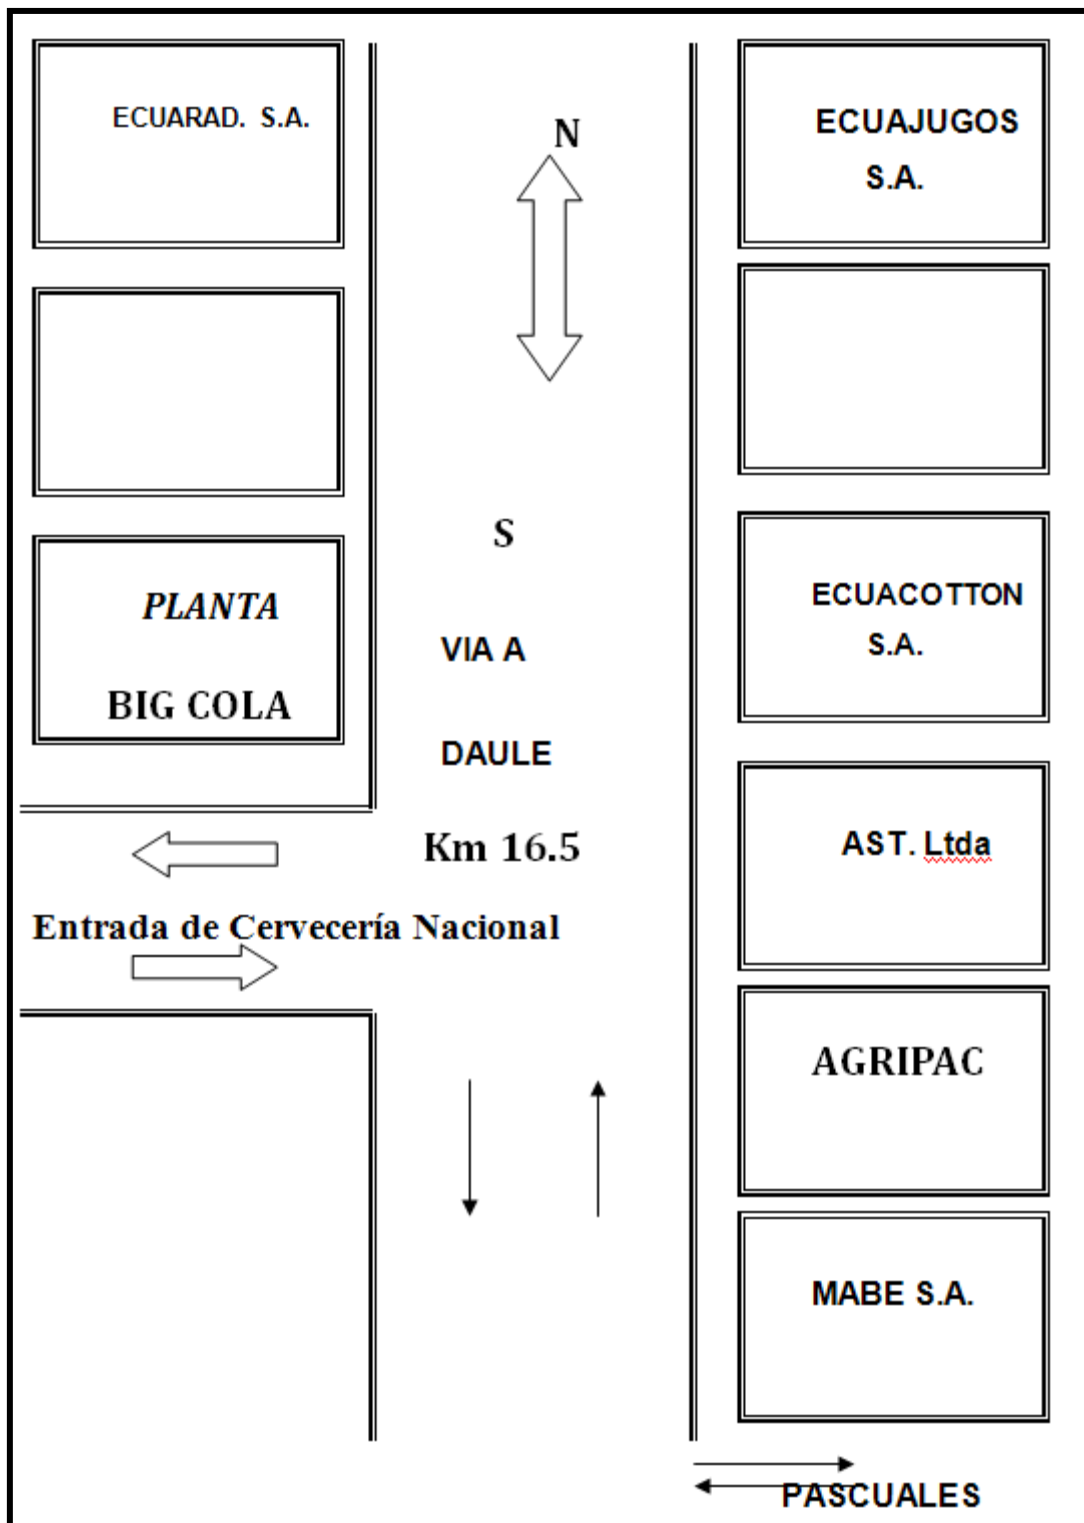 ECUARAD. S.A.
N
ECUAJUGOS
S.A.
S
PLANTA
BIG COLA
VIA A
DAULE
Km 16.5
ECUACOTTON
S.A.
AST. Ltda
Entrada de Cervecería Nacional
AGRIPAC
MABE S.A.
PASCUALES